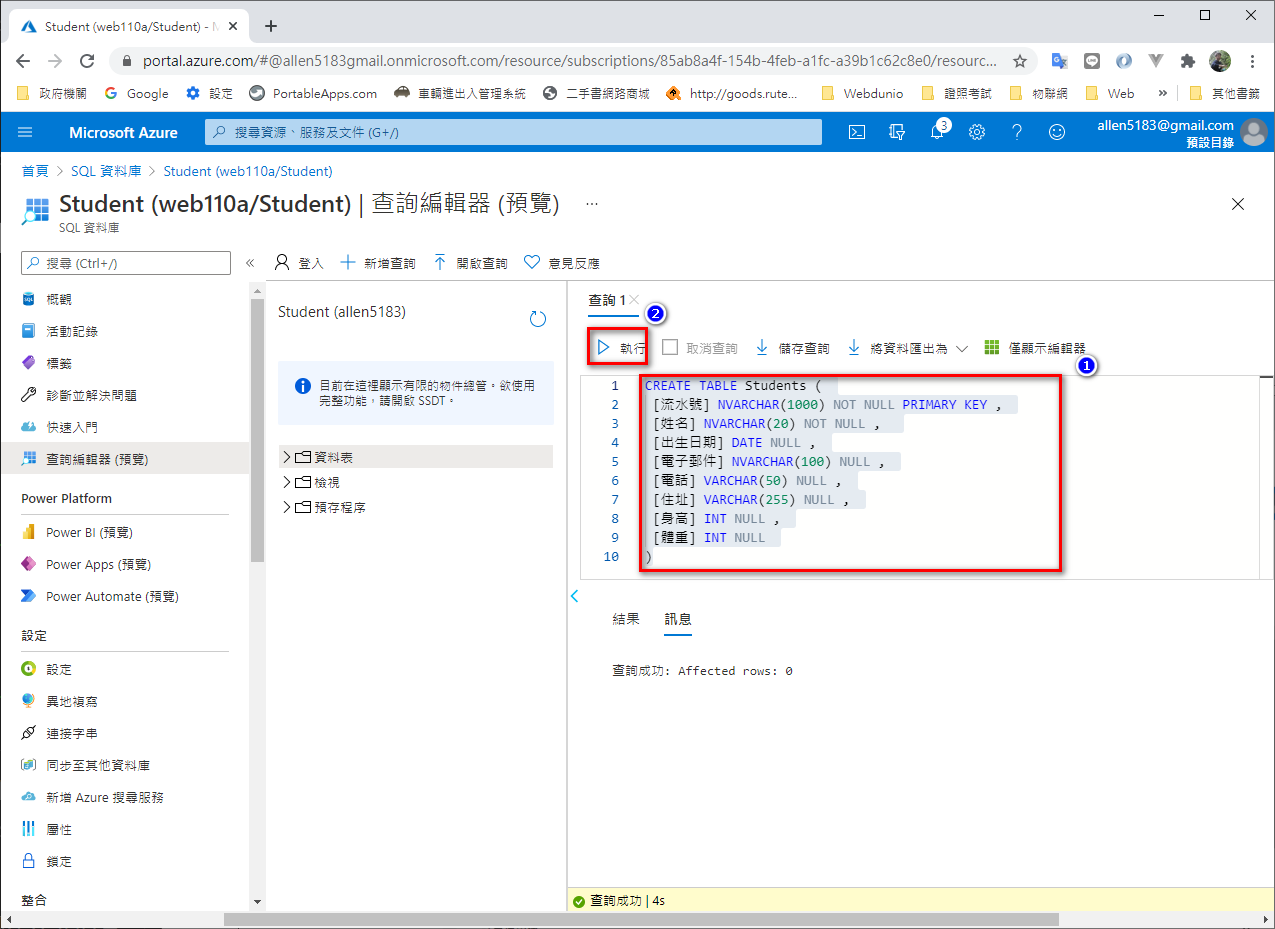 Student (web110a/Student) - M
portal.azure.com/#@allen5183gmail.onmicrosoft.com/resource/subscriptions/85ab8a4f-154b-4feb-a1fc-a39b1c62c8e0/resourc...
政府機關 Google 設定 PortableApps.com 車輛進出入管理系統 二手書網路商城 http://goods.rute... Webdunio 證照考試 物聯網 Web » 其他書籤
Microsoft Azure 搜尋資源、服務及文件 (G+/) 3 allen5183@gmail.com
預設目錄
首頁 > SQL 資料庫 > Student (web110a/Student)
Student (web110a/Student) | 查詢編輯器 (預覽) ...
SQL 資料庫
搜尋 (Ctrl+/) « 登入 新增查詢 開啟查詢 意見反應
概觀
活動記錄
標籤
診斷並解決問題
快速入門
查詢編輯器 (預覽)
Power Platform
Power BI (預覽)
Power Apps (預覽)
Power Automate (預覽)
設定
設定
異地複寫
連接字串
同步至其他資料庫
新增 Azure 搜尋服務
屬性
鎖定
整合
Student (allen5183)
目前在這裡顯示有限的物件總管。欲使用
完整功能，請開啟 SSDT。
資料表
檢視
預存程序
查詢 1
2
執行 取消查詢 儲存查詢 將資料匯出為 僅顯示編輯器
1
1 CREATE TABLE Students (
2 [流水號] NVARCHAR(1000) NOT NULL PRIMARY KEY ,
3 [姓名] NVARCHAR(20) NOT NULL ,
4 [出生日期] DATE NULL ,
5 [電子郵件] NVARCHAR(100) NULL ,
6 [電話] VARCHAR(50) NULL ,
7 [住址] VARCHAR(255) NULL ,
8 [身高] INT NULL ,
9 [體重] INT NULL
10 )
結果 訊息
查詢成功: Affected rows: 0
查詢成功 | 4s